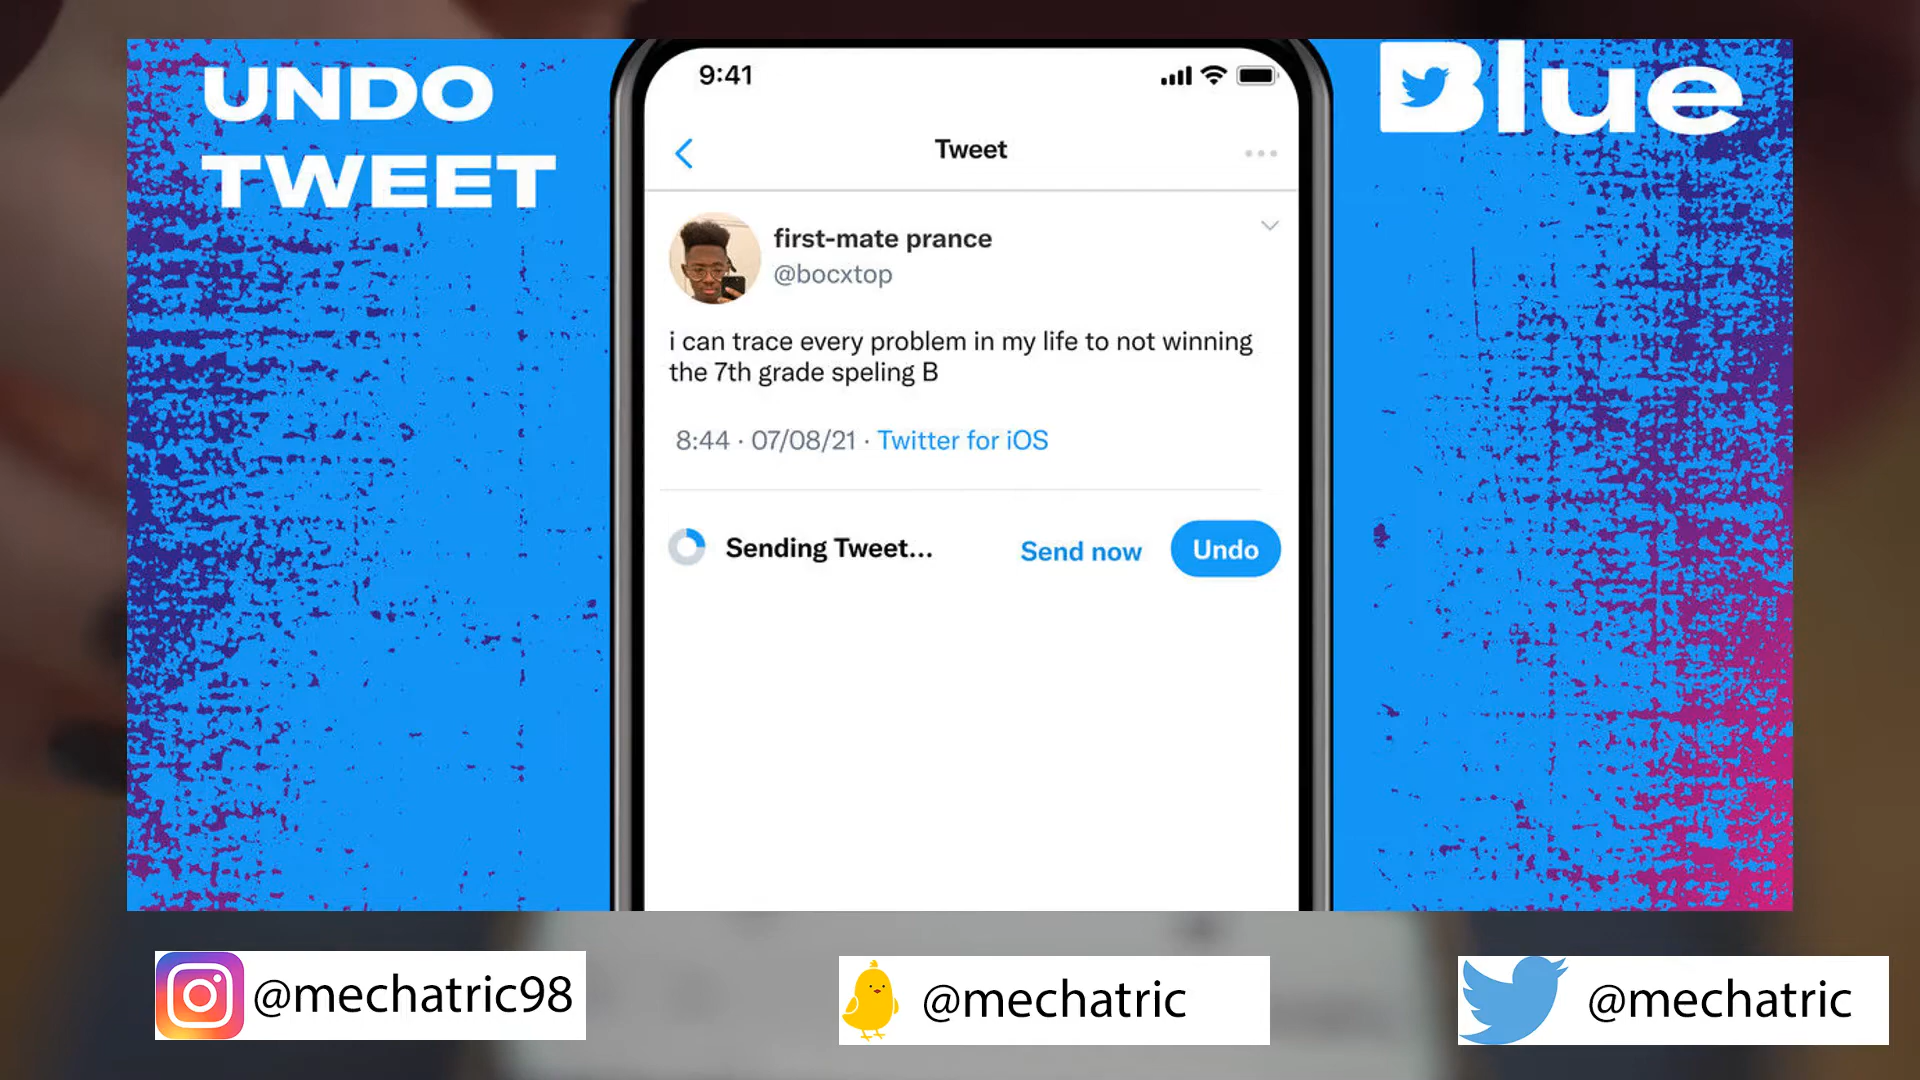 UNDO
TWEET
Blue
9:41
Tweet
first-mate prance
@bocxtop
i can trace every problem in my life to not winning
the 7th grade speling B
8:44 · 07/08/21 · Twitter for iOS
Sending Tweet...
Send now
Undo
@mechatric98
@mechatric
@mechatric